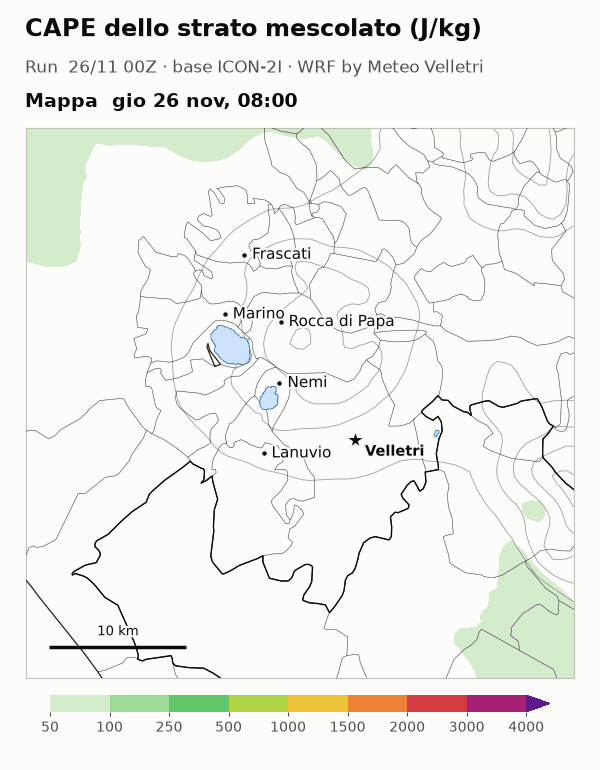 CAPE dello strato mescolato (J/kg)
Run  26/11 00Z · base ICON-2I · WRF by Meteo Velletri
Mappa  gio 26 nov, 08:00
Frascati
Marino
Rocca di Papa
Nemi
Velletri
Lanuvio
10 km
50 100 250 500 1000 1500 2000 3000 4000